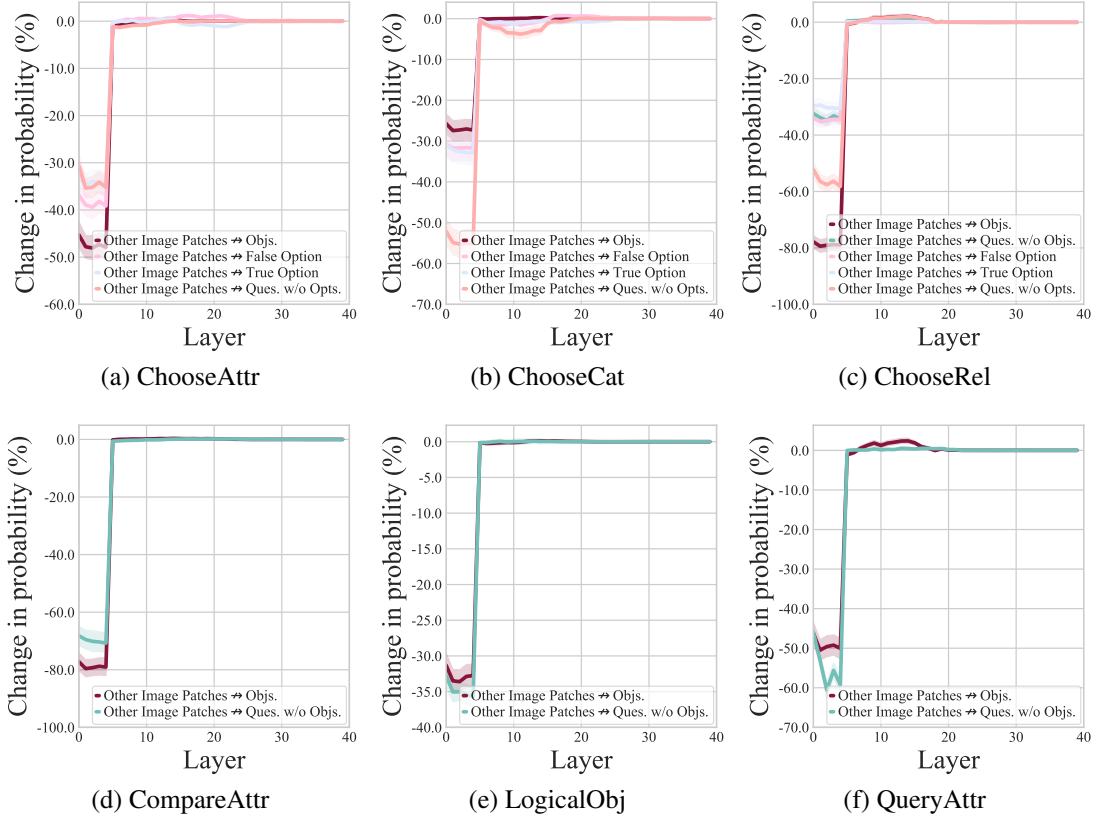 Change in probability (%)
0.0
-10.0
-20.0
-30.0
-40.0
-50.0
-60.0
0 10 20 30 40
Other Image Patches ↛ Objs.
Other Image Patches ↛ False Option
Other Image Patches ↛ True Option
Other Image Patches ↛ Ques. w/o Opts.
Layer
(a) ChooseAttr
Change in probability (%)
0.0
-10.0
-20.0
-30.0
-40.0
-50.0
-60.0
-70.0
0 10 20 30 40
Other Image Patches ↛ Objs.
Other Image Patches ↛ False Option
Other Image Patches ↛ True Option
Other Image Patches ↛ Ques. w/o Opts.
Layer
(b) ChooseCat
Change in probability (%)
0.0
-20.0
-40.0
-60.0
-80.0
-100.0
0 10 20 30 40
Other Image Patches ↛ Objs.
Other Image Patches ↛ Ques. w/o Objs.
Other Image Patches ↛ False Option
Other Image Patches ↛ True Option
Other Image Patches ↛ Ques. w/o Opts.
Layer
(c) ChooseRel
Change in probability (%)
0.0
-20.0
-40.0
-60.0
-80.0
-100.0
0 10 20 30 40
Other Image Patches ↛ Objs.
Other Image Patches ↛ Ques. w/o Objs.
Layer
(d) CompareAttr
Change in probability (%)
0.0
-5.0
-10.0
-15.0
-20.0
-25.0
-30.0
-35.0
-40.0
0 10 20 30 40
Other Image Patches ↛ Objs.
Other Image Patches ↛ Ques. w/o Objs.
Layer
(e) LogicalObj
Change in probability (%)
0.0
-10.0
-20.0
-30.0
-40.0
-50.0
-60.0
-70.0
0 10 20 30 40
Other Image Patches ↛ Objs.
Other Image Patches ↛ Ques. w/o Objs.
Layer
(f) QueryAttr